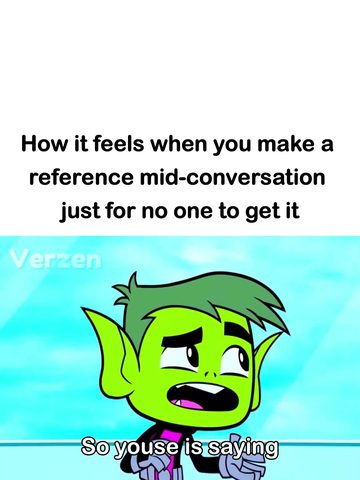 How it feels when you make a
reference mid-conversation
just for no one to get it
Verzen
So youse is saying